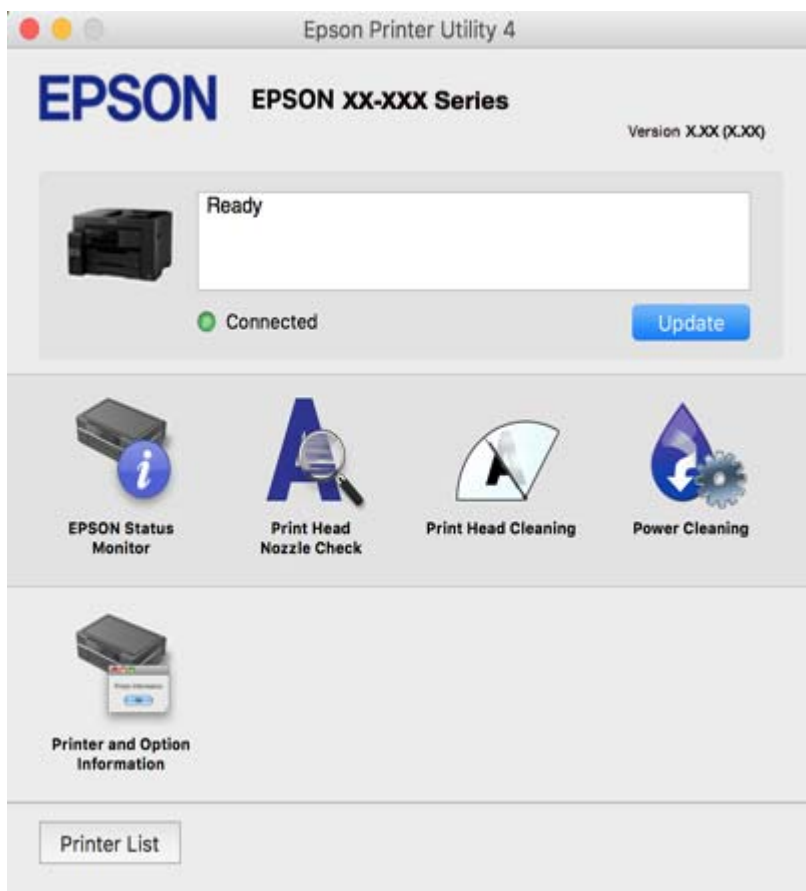 Epson Printer Utility 4
EPSON
EPSON XX-XXX Series
Version X.XX (X.XX)
Ready
Connected
Update
EPSON Status
Monitor
Print Head
Nozzle Check
Print Head Cleaning
Power Cleaning
Printer and Option
Information
Printer List